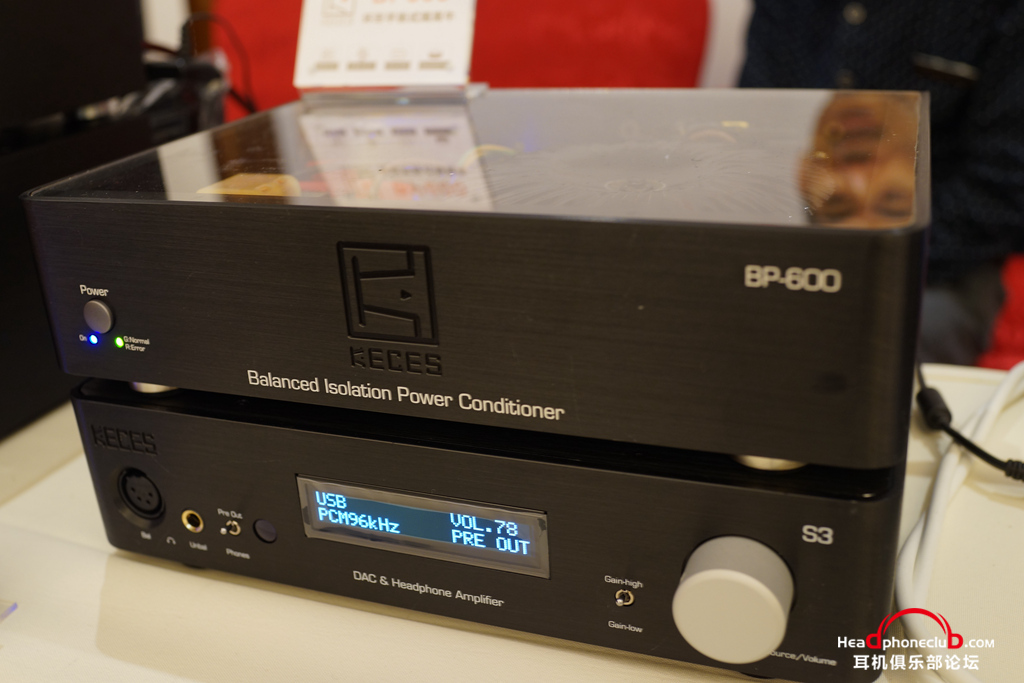 Power
On
G:Normal
R:Error
KECES
Balanced Isolation Power Conditioner
BP-600
KECES
Bal
Unbal
Pre Out
Phones
USB
PCM96kHz
VOL.78
PRE OUT
DAC & Headphone Amplifier
Gain-high
Gain-low
S3
Source/Volume
Headphoneclub.com
耳机俱乐部论坛